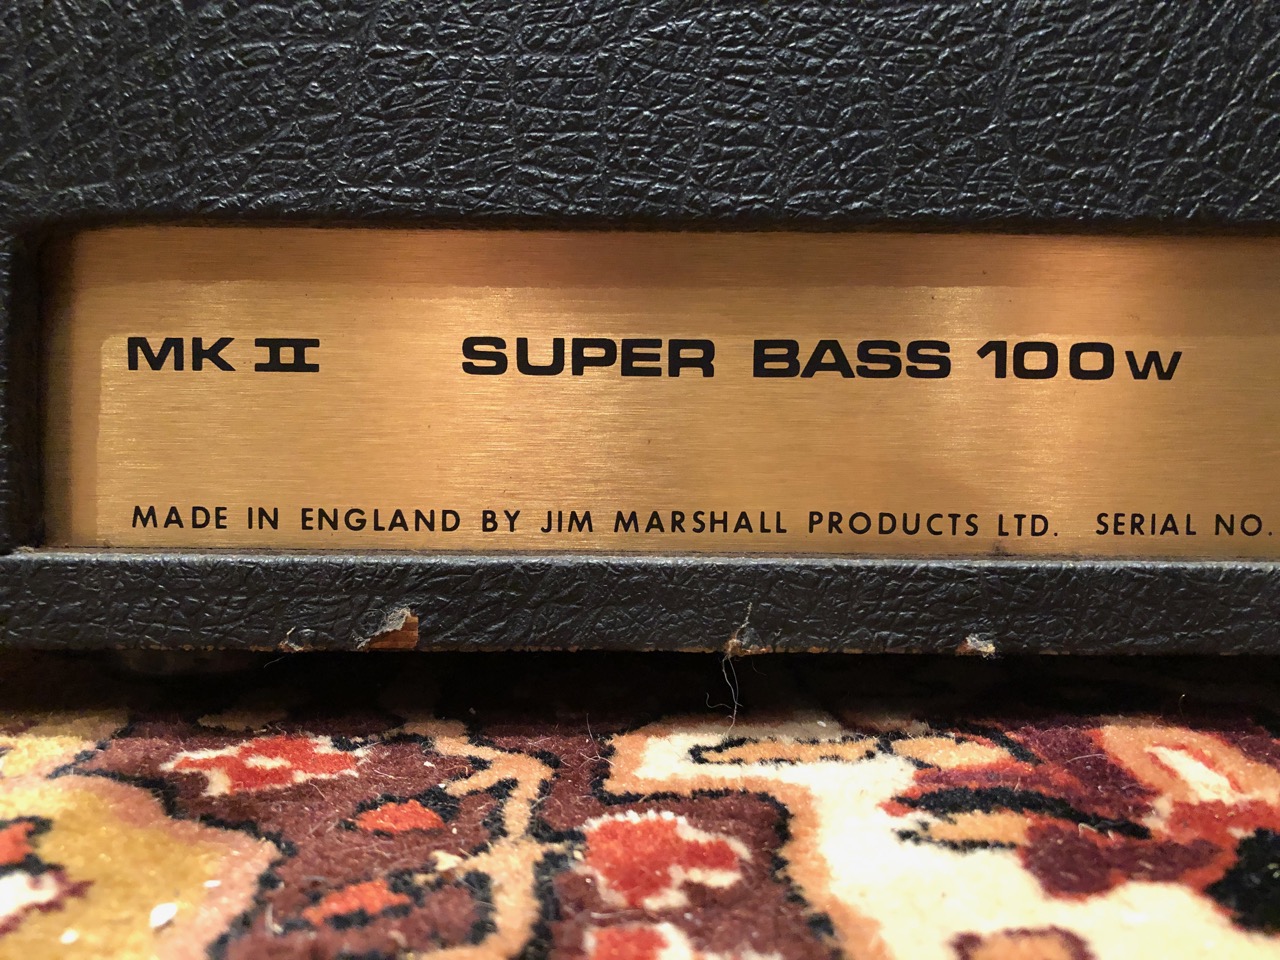 MK II SUPER BASS 100W
MADE IN ENGLAND BY JIM MARSHALL PRODUCTS LTD. SERIAL NO.